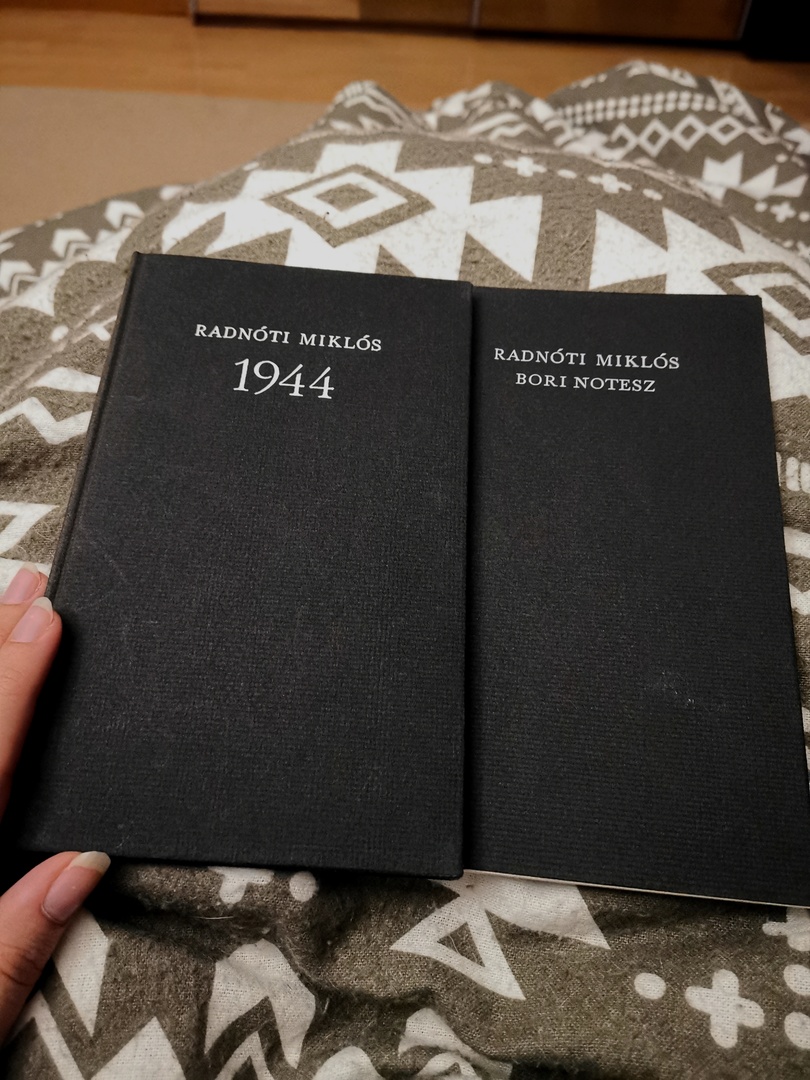 RADNÓTI MIKLÓS
1944
RADNÓTI MIKLÓS
BORI NOTESZ